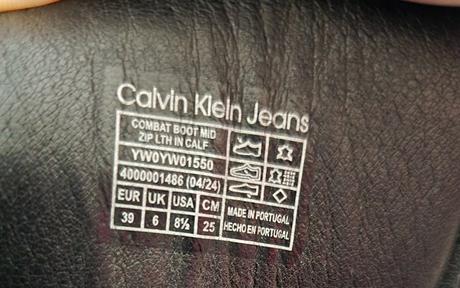 Calvin Klein Jeans
COMBAT BOOT MID
ZIP LTH IN CALF
YW0YW01550
4000001486 (04/24)
EUR UK USA CM
39 6 8½ 25
MADE IN PORTUGAL
HECHO EN PORTUGAL